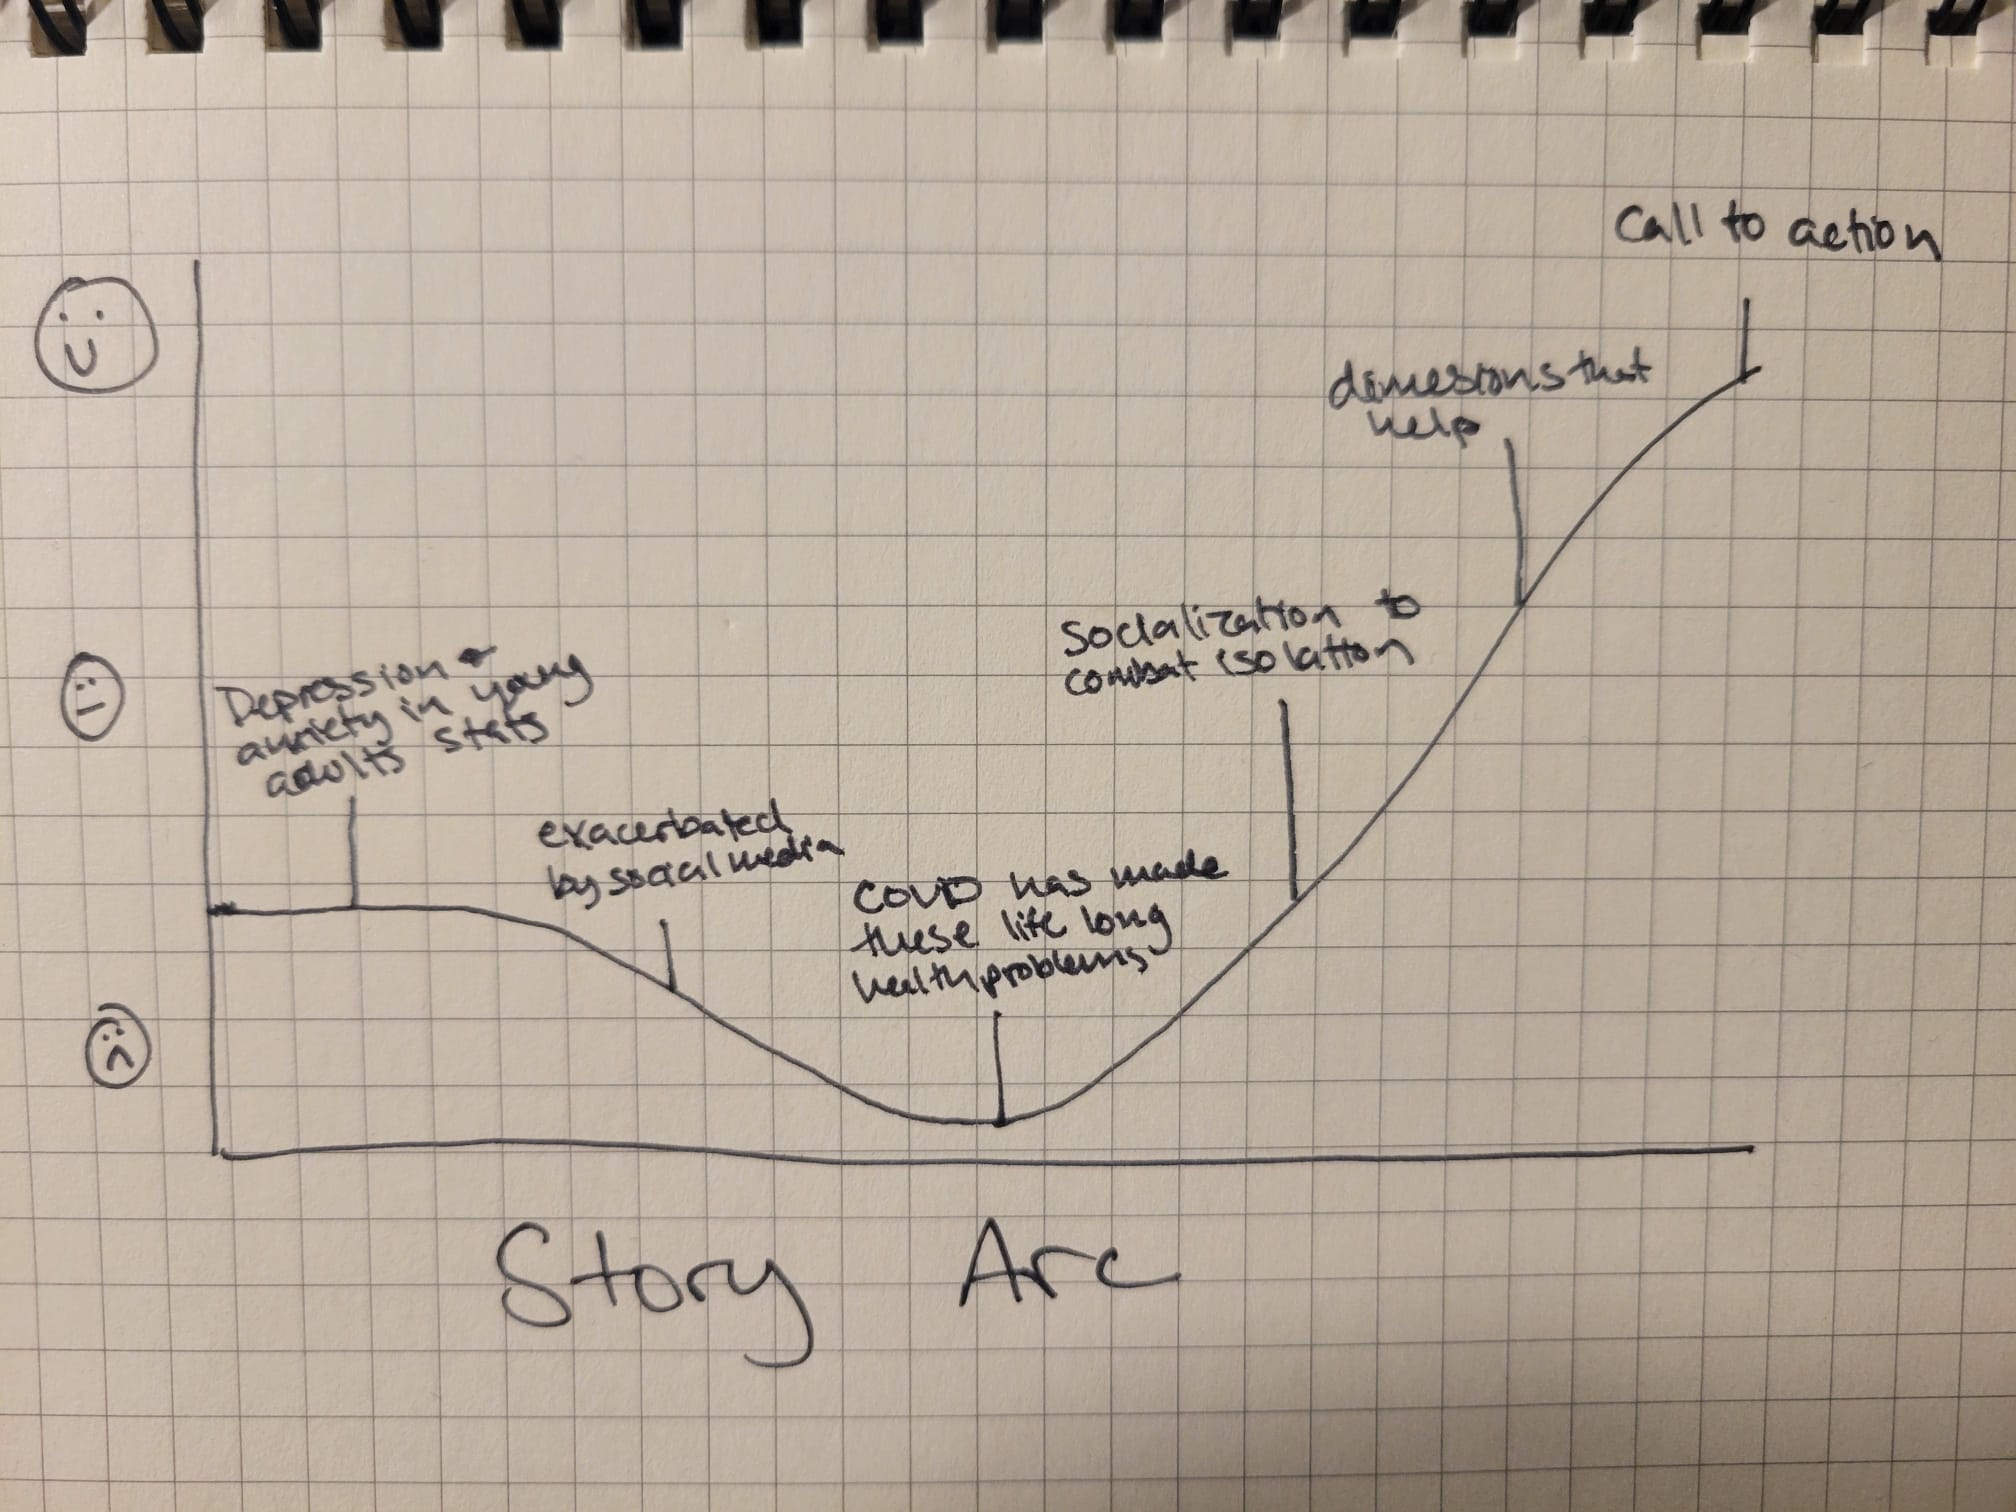 Call to action
dimesions that
help
Socialization to
combat isolation
Depression &
anxiety in young
adults stats
exacerbated
by social media
COVID has made
these life long
health problems
Story Arc